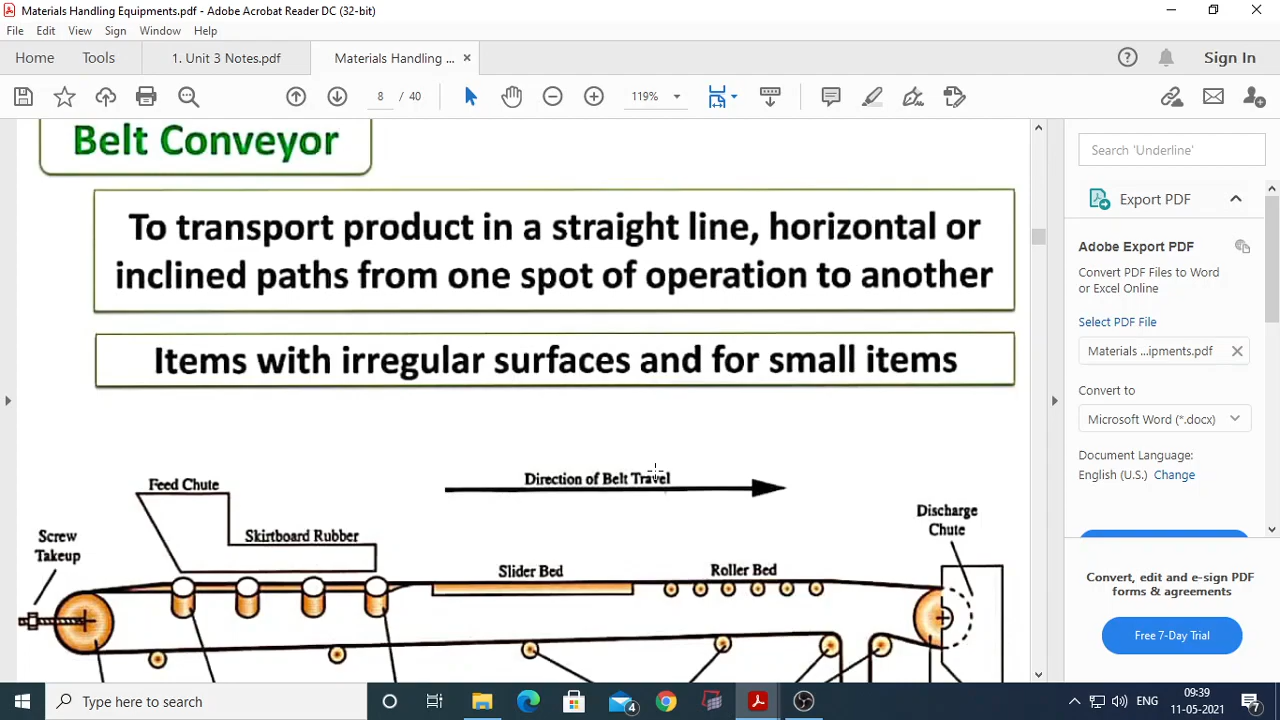 Materials Handling Equipments.pdf - Adobe Acrobat Reader DC (32-bit)
File Edit View Sign Window Help
Home Tools 1. Unit 3 Notes.pdf Materials Handling ... × Sign In
8 / 40 119%
Belt Conveyor
To transport product in a straight line, horizontal or
inclined paths from one spot of operation to another
Items with irregular surfaces and for small items
Direction of Belt Travel
Feed Chute
Skirtboard Rubber
Screw
Takeup
Slider Bed
Roller Bed
Discharge
Chute
Search 'Underline'
Export PDF
Adobe Export PDF
Convert PDF Files to Word
or Excel Online
Select PDF File
Materials ...ipments.pdf
Convert to
Microsoft Word (*.docx)
Document Language:
English (U.S.) Change
Convert, edit and e-sign PDF
forms & agreements
Free 7-Day Trial
Type here to search
4
ENG
09:39
11-05-2021
7